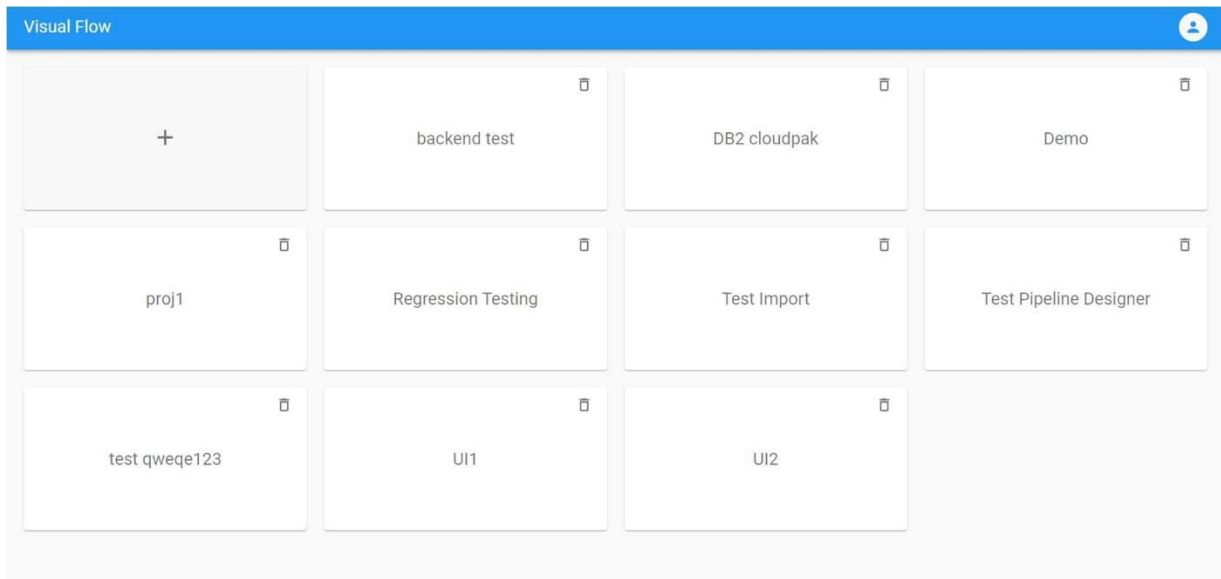 Visual Flow
+
backend test
DB2 cloudpak
Demo
proj1
Regression Testing
Test Import
Test Pipeline Designer
test qweqe123
UI1
UI2